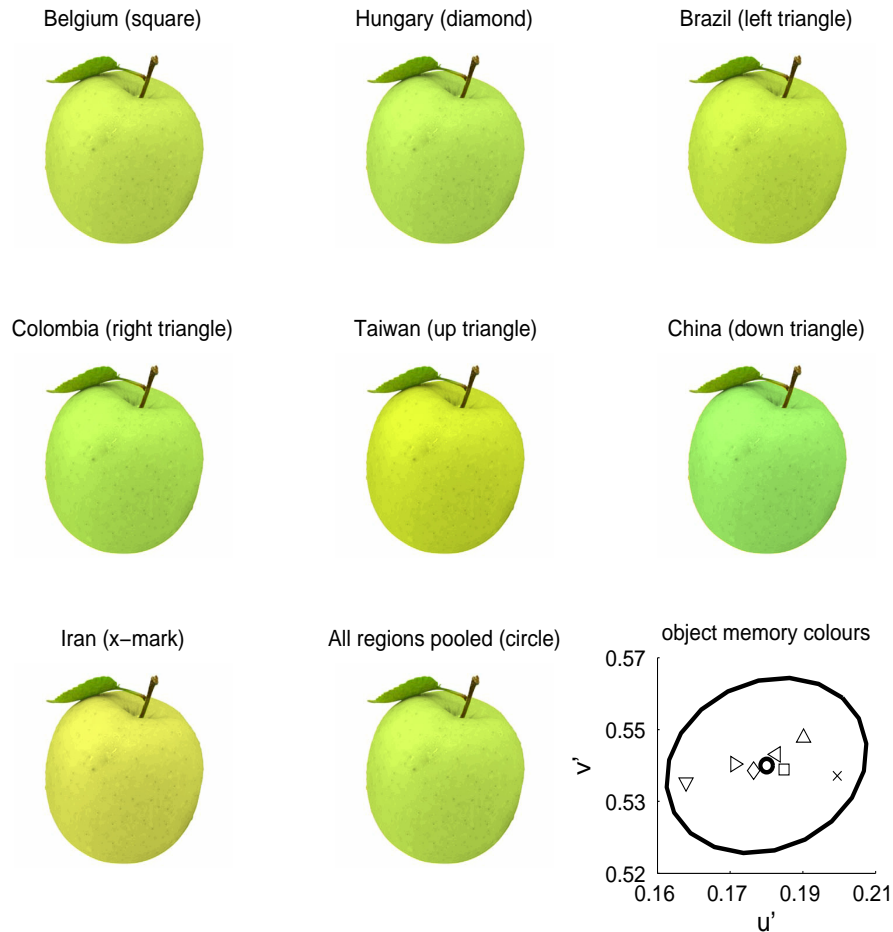 Belgium (square)
Hungary (diamond)
Brazil (left triangle)
Colombia (right triangle)
Taiwan (up triangle)
China (down triangle)
Iran (x−mark)
All regions pooled (circle)
object memory colours
0.57
0.55
0.53
0.52
v'
0.16
0.17
0.19
0.21
u'